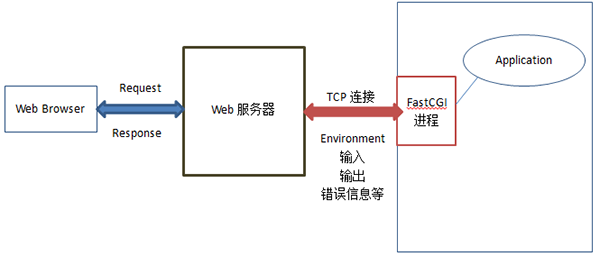 Web Browser
Request
Response
Web 服务器
TCP 连接
Environment
输入
输出
错误信息等
FastCGI
进程
Application